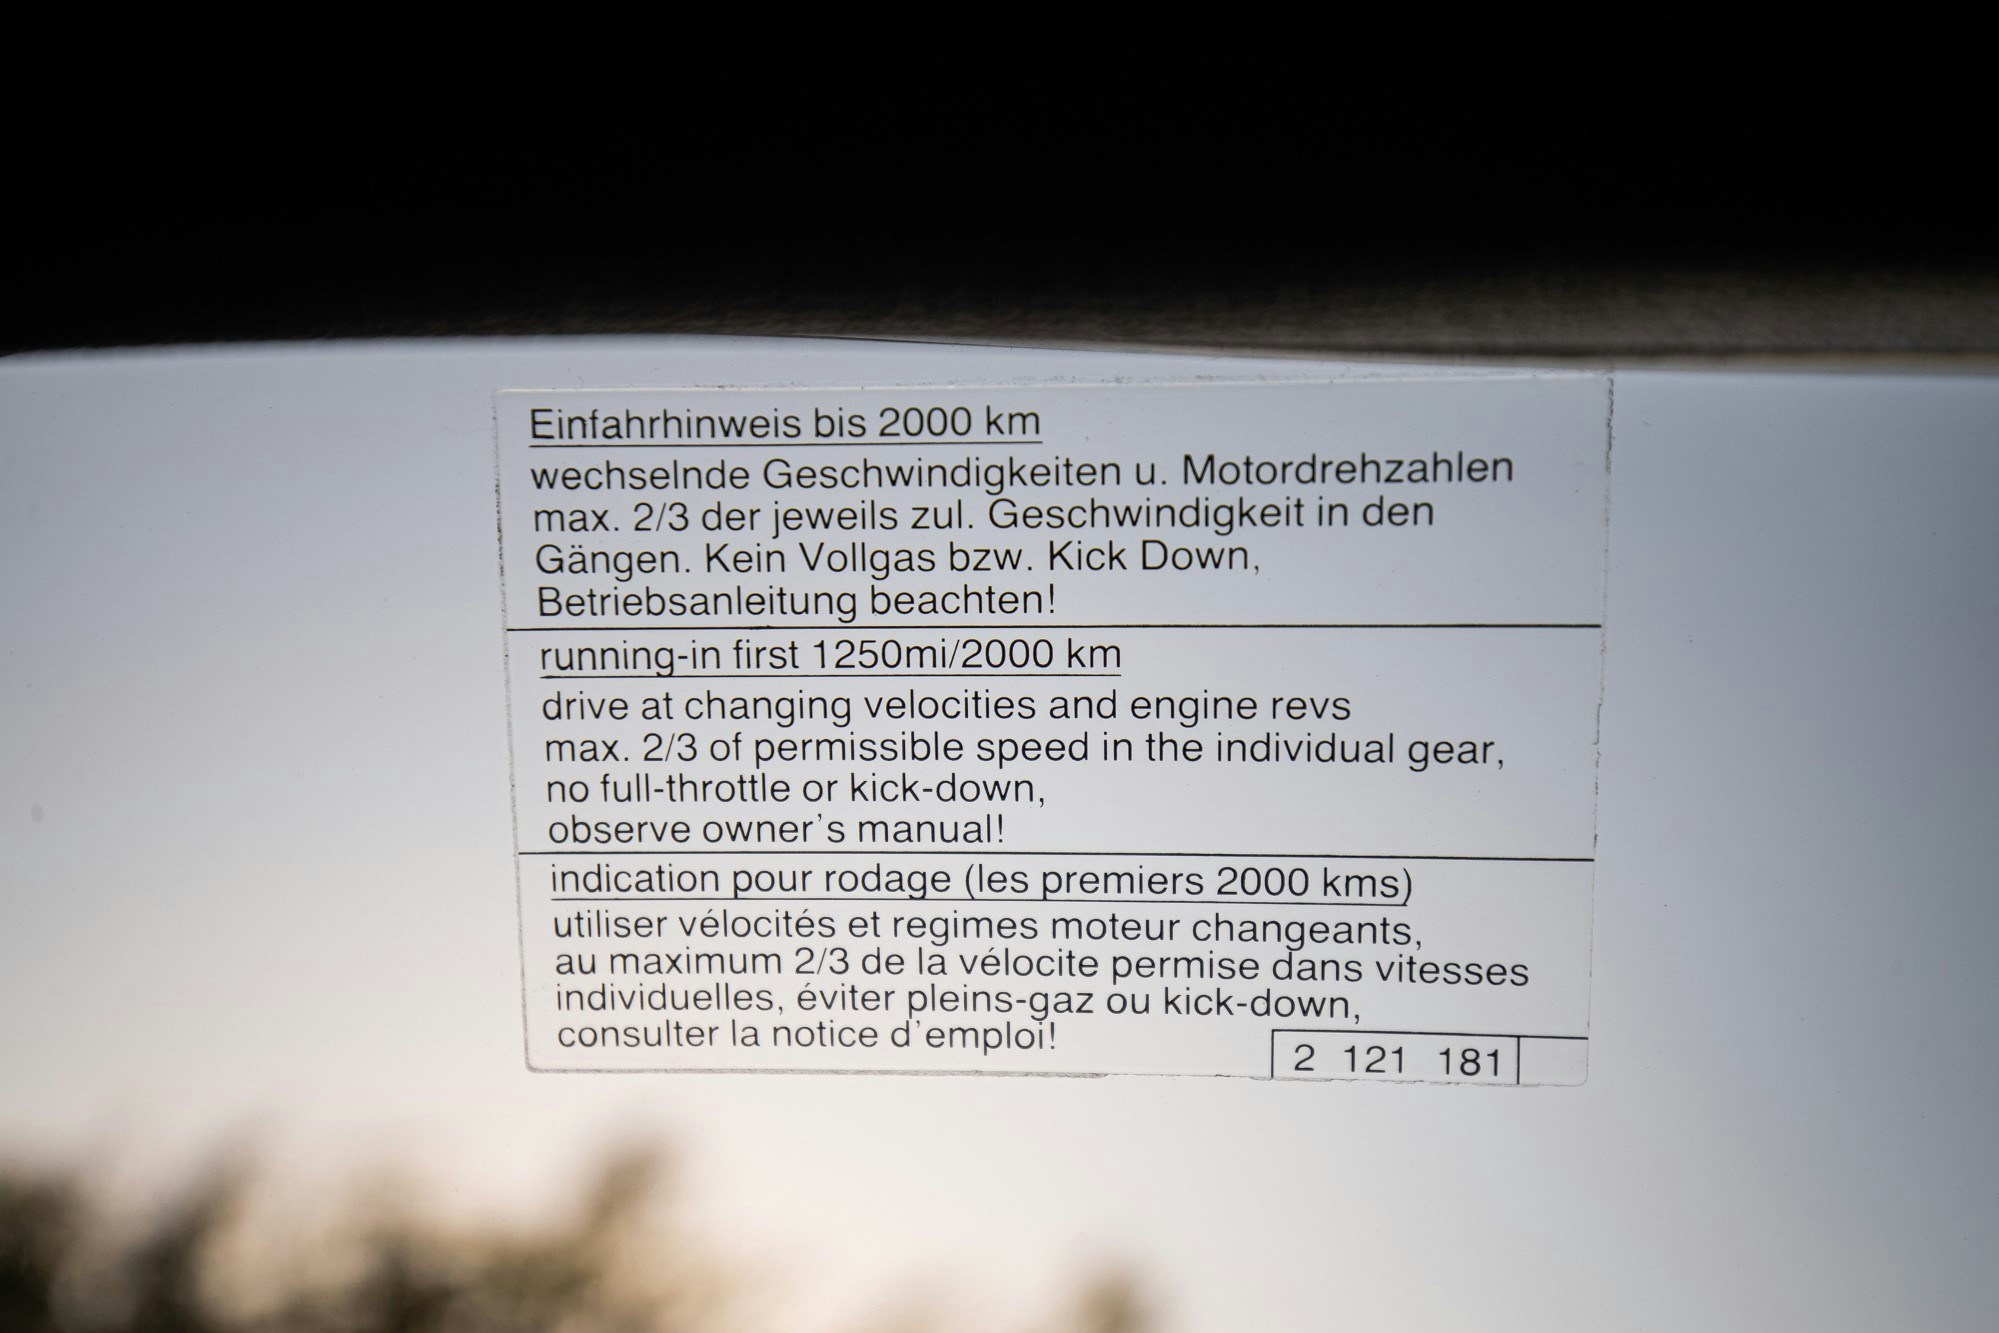 Einfahrhinweis bis 2000 km
wechselnde Geschwindigkeiten u. Motordrehzahlen
max. 2/3 der jeweils zul. Geschwindigkeit in den
Gängen. Kein Vollgas bzw. Kick Down,
Betriebsanleitung beachten!
running-in first 1250mi/2000 km
drive at changing velocities and engine revs
max. 2/3 of permissible speed in the individual gear,
no full-throttle or kick-down,
observe owner's manual!
indication pour rodage (les premiers 2000 kms)
utiliser vélocités et regimes moteur changeants,
au maximum 2/3 de la vélocite permise dans vitesses
individuelles, éviter pleins-gaz ou kick-down,
consulter la notice d'emploi!
2 121 181